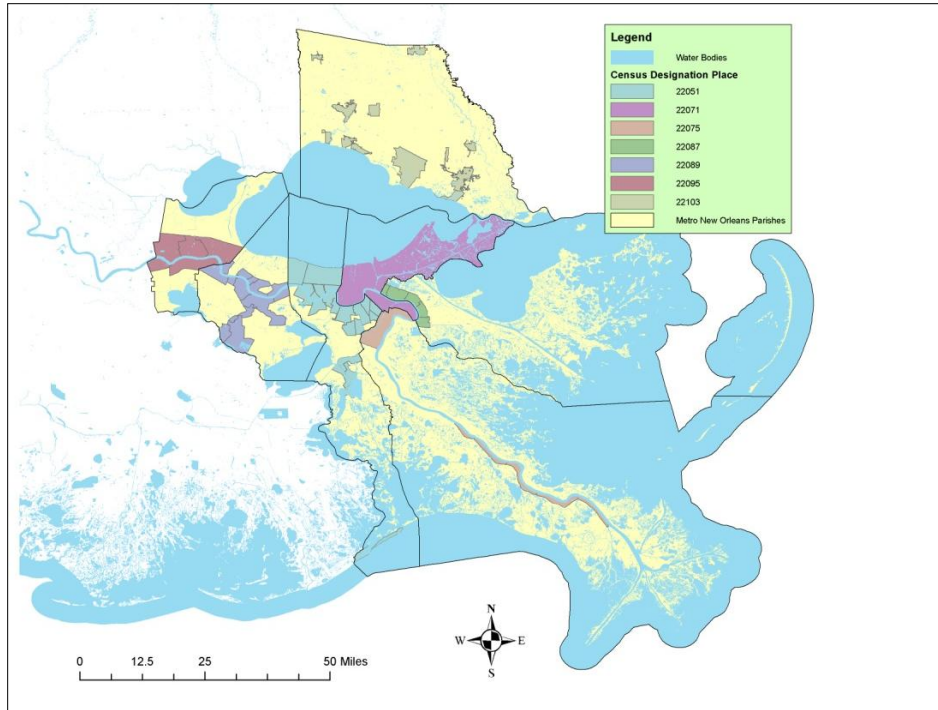 Legend
Water Bodies
Census Designation Place
22051
22071
22075
22087
22089
22095
22103
Metro New Orleans Parishes
N
W E
S
0 12.5 25 50 Miles